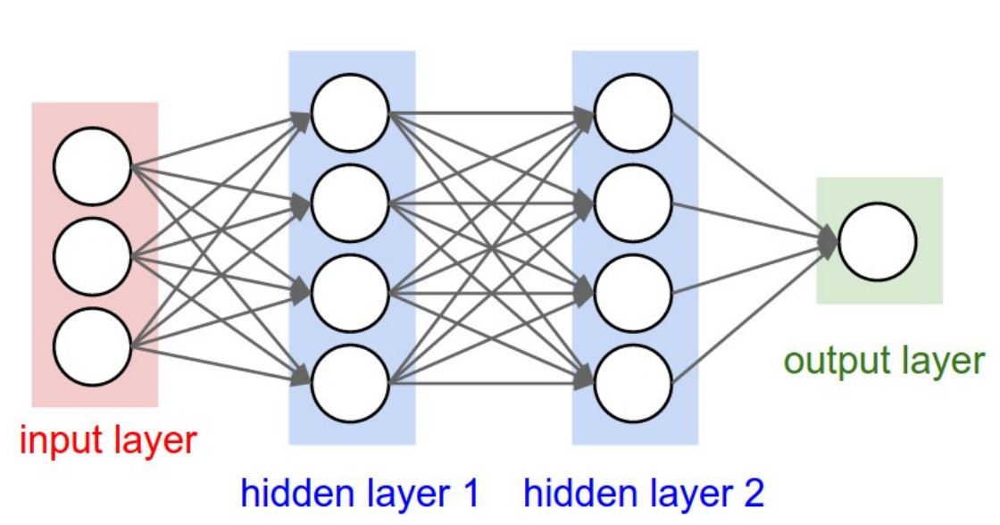 input layer
hidden layer 1
hidden layer 2
output layer